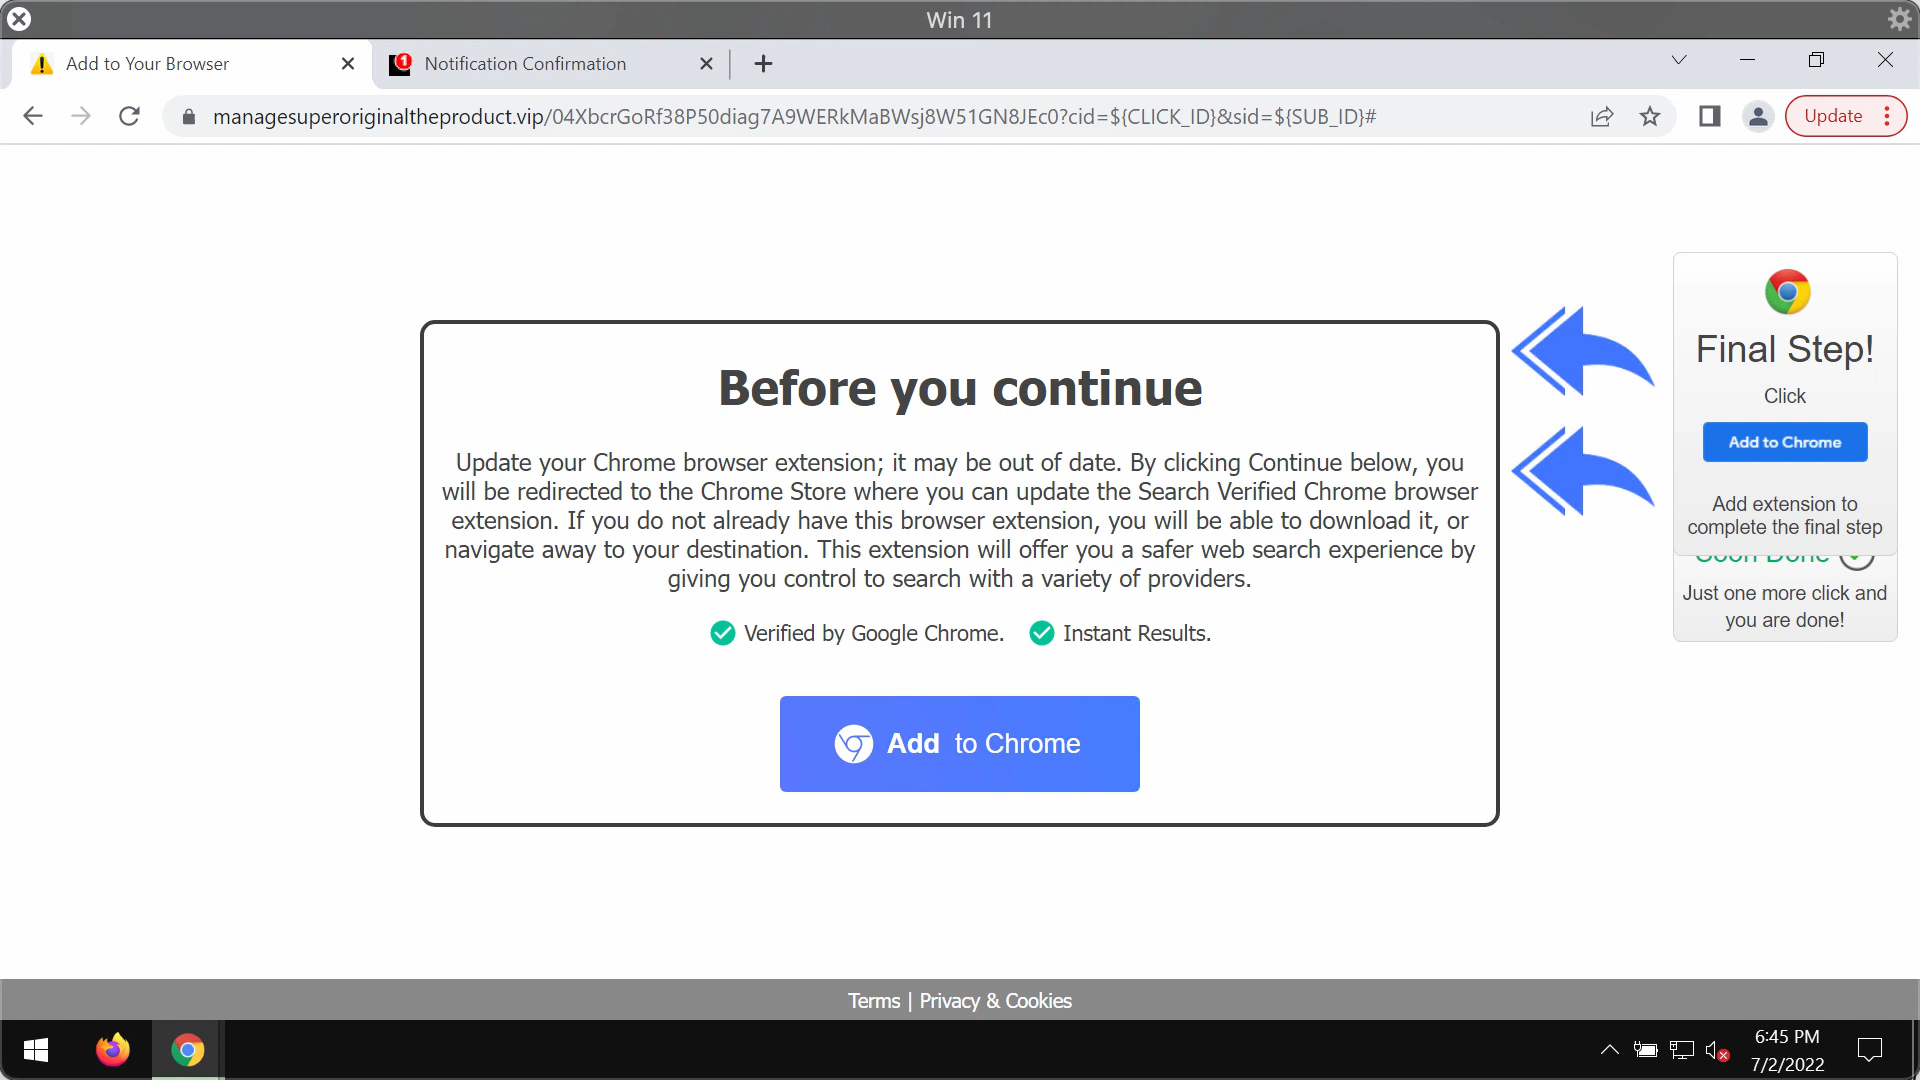 Win 11
Add to Your Browser
1
Notification Confirmation
managesuperoriginaltheproduct.vip/04XbcrGoRf38P50diag7A9WERkMaBWsj8W51GN8JEc0?cid=${CLICK_ID}&sid=${SUB_ID}#
Update
Before you continue
Update your Chrome browser extension; it may be out of date. By clicking Continue below, you
will be redirected to the Chrome Store where you can update the Search Verified Chrome browser
extension. If you do not already have this browser extension, you will be able to download it, or
navigate away to your destination. This extension will offer you a safer web search experience by
giving you control to search with a variety of providers.
Verified by Google Chrome.
Instant Results.
Add to Chrome
Final Step!
Click
Add to Chrome
Add extension to
complete the final step
Soon Done
Just one more click and
you are done!
Terms | Privacy & Cookies
6:45 PM
7/2/2022